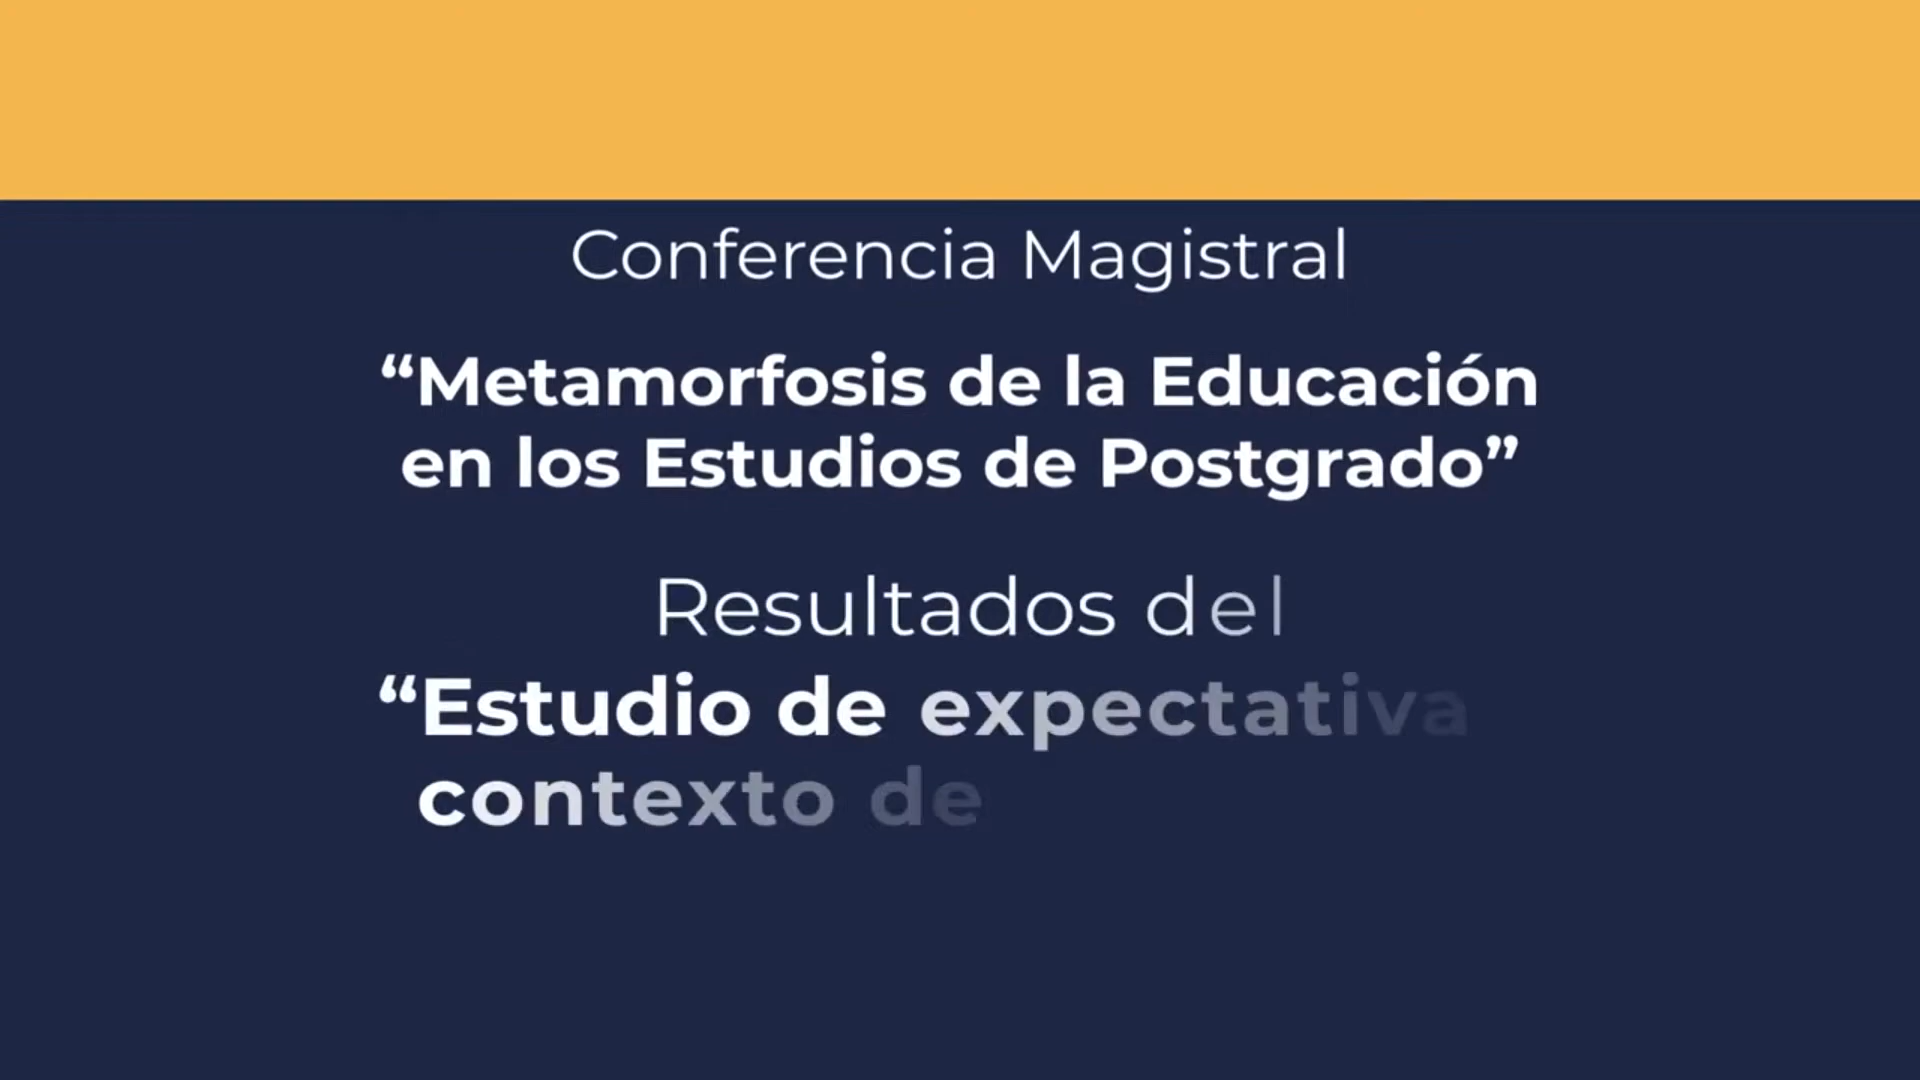 Conferencia Magistral
“Metamorfosis de la Educación
en los Estudios de Postgrado”
Resultados del
“Estudio de expectativa
contexto de